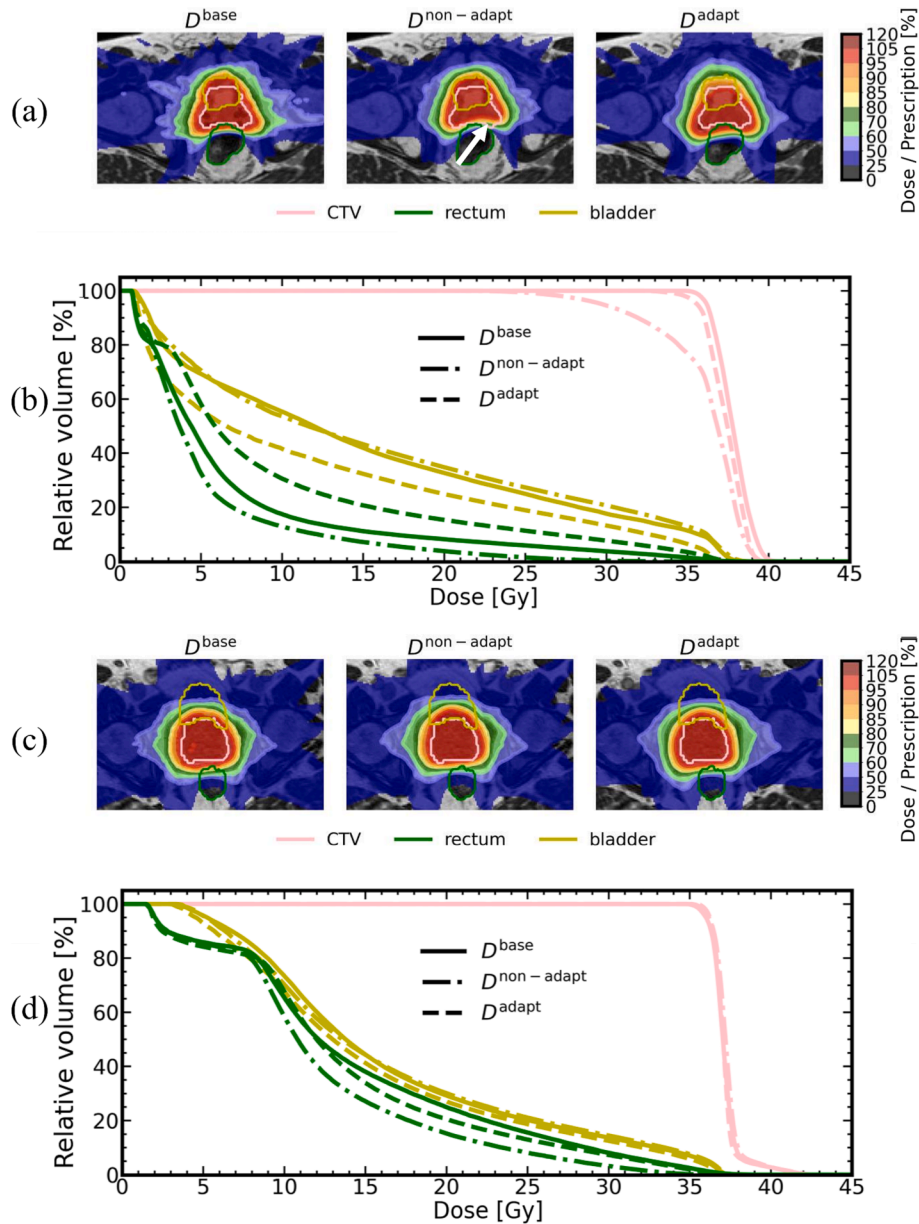 D^base D^non−adapt D^adapt
(a)
120
100
95
90
85
80
70
60
50
25
0
Dose / Prescription [%]
CTV rectum bladder
(b)
100
80
60
40
20
0
Relative volume [%]
D^base
D^non−adapt
D^adapt
0 5 10 15 20 25 30 35 40 45
Dose [Gy]
D^base D^non−adapt D^adapt
(c)
120
100
95
90
85
80
70
60
50
25
0
Dose / Prescription [%]
CTV rectum bladder
(d)
100
80
60
40
20
0
Relative volume [%]
D^base
D^non−adapt
D^adapt
0 5 10 15 20 25 30 35 40 45
Dose [Gy]